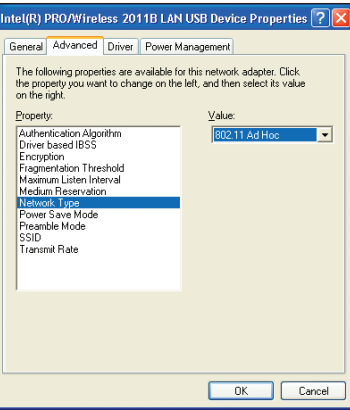 Intel(R) PRO/Wireless 2011B LAN USB Device Properties
General Advanced Driver Power Management
The following properties are available for this network adapter. Click
the property you want to change on the left, and then select its value
on the right.
Property: Value:
Authentication Algorithm 802.11 Ad Hoc
Driver based IBSS
Encryption
Fragmentation Threshold
Maximum Listen Interval
Medium Reservation
Network Type
Power Save Mode
Preamble Mode
SSID
Transmit Rate
OK Cancel